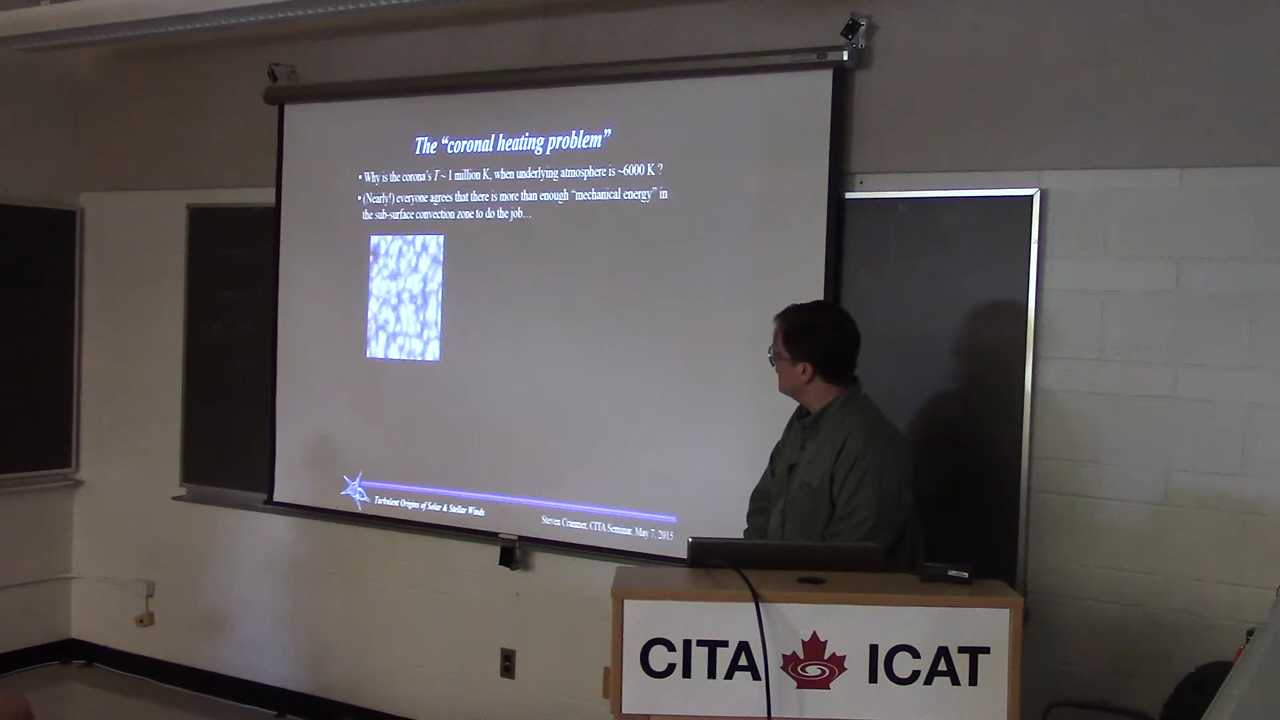 The “coronal heating problem”
• Why is the corona’s T ~ 1 million K, when underlying atmosphere is ~6000 K ?
• (Nearly!) everyone agrees that there is more than enough “mechanical energy” in
the sub-surface convection zone to do the job…
Turbulent Origins of Solar & Stellar Winds
Steven Cranmer, CITA Seminar, May 7, 2015
CITA ICAT